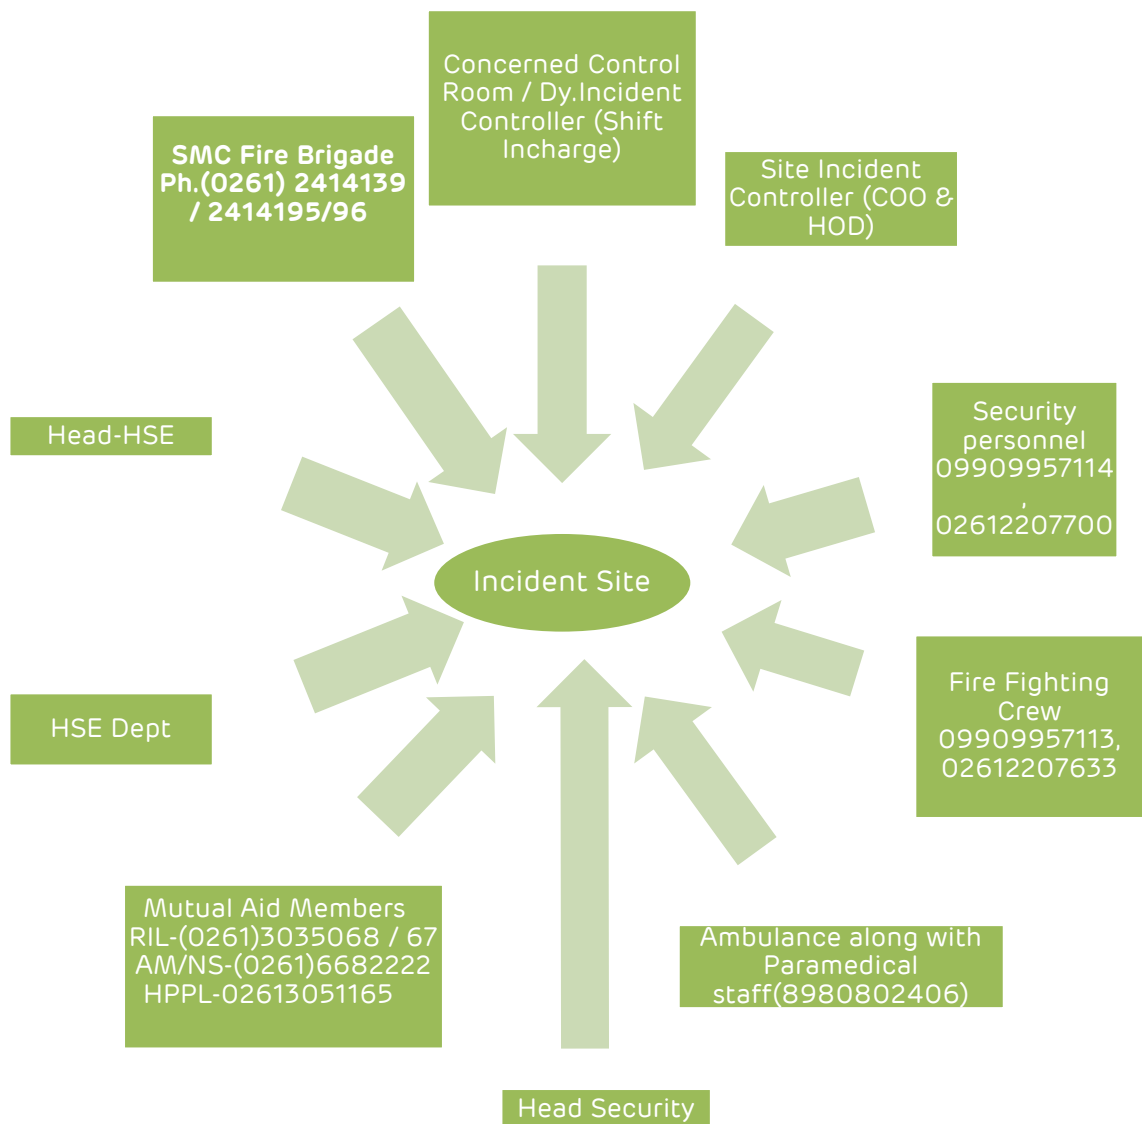 Concerned Control
Room / Dy.Incident
Controller (Shift
Incharge)
SMC Fire Brigade
Ph.(0261) 2414139
/ 2414195/96
Site Incident
Controller (COO &
HOD)
Head-HSE
Security
personnel
09909957114
,
02612207700
Incident Site
HSE Dept
Fire Fighting
Crew
09909957113,
02612207633
Mutual Aid Members
RIL-(0261)3035068 / 67
AM/NS-(0261)6682222
HPPL-02613051165
Ambulance along with
Paramedical
staff(8980802406)
Head Security